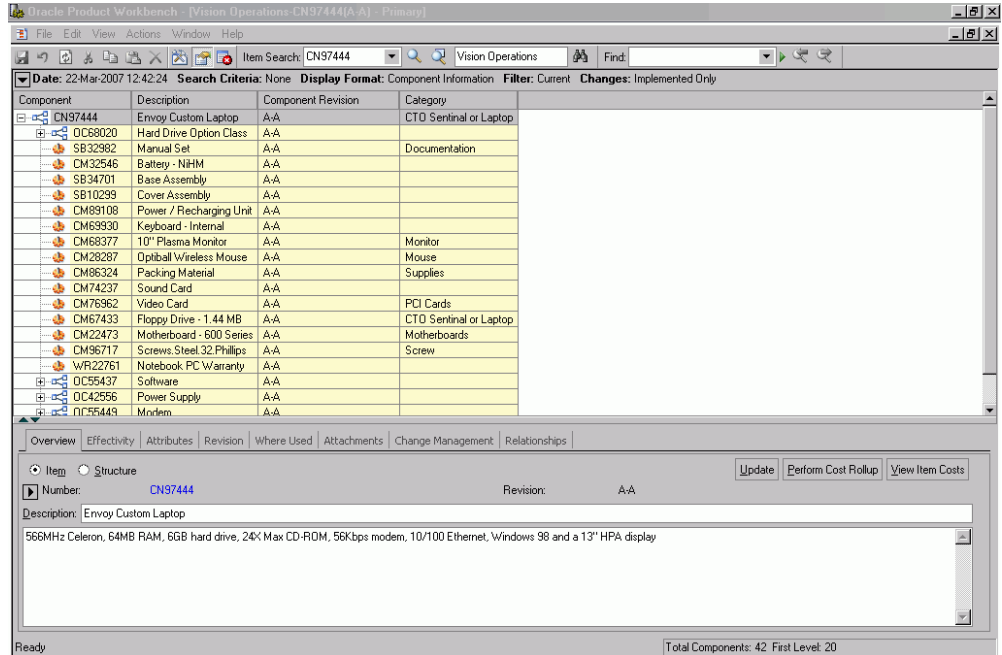 Oracle Product Workbench - [Vision Operations-CN97444(A-A) - Primary]
File Edit View Actions Window Help
Item Search: CN97444 Vision Operations Find:
Date: 22-Mar-2007 12:42:24 Search Criteria: None Display Format: Component Information Filter: Current Changes: Implemented Only
Component Description Component Revision Category
CN97444 Envoy Custom Laptop A-A CTO Sentinal or Laptop
OC68020 Hard Drive Option Class A-A
SB32982 Manual Set A-A Documentation
CM32546 Battery - NiHM A-A
SB34701 Base Assembly A-A
SB10299 Cover Assembly A-A
CM89108 Power / Recharging Unit A-A
CM69930 Keyboard - Internal A-A
CM68377 10" Plasma Monitor A-A Monitor
CM28287 Optiball Wireless Mouse A-A Mouse
CM86324 Packing Material A-A Supplies
CM74237 Sound Card A-A
CM76962 Video Card A-A PCI Cards
CM67433 Floppy Drive - 1.44 MB A-A CTO Sentinal or Laptop
CM22473 Motherboard - 600 Series A-A Motherboards
CM96717 Screws.Steel.32.Phillips A-A Screw
WR22761 Notebook PC Warranty A-A
OC55437 Software A-A
OC42556 Power Supply A-A
OC55449 Modem A-A
Overview Effectivity Attributes Revision Where Used Attachments Change Management Relationships
Item Structure Update Perform Cost Rollup View Item Costs
Number: CN97444 Revision: A-A
Description: Envoy Custom Laptop
566MHz Celeron, 64MB RAM, 6GB hard drive, 24X Max CD-ROM, 56Kbps modem, 10/100 Ethernet, Windows 98 and a 13" HPA display
Ready Total Components: 42 First Level: 20